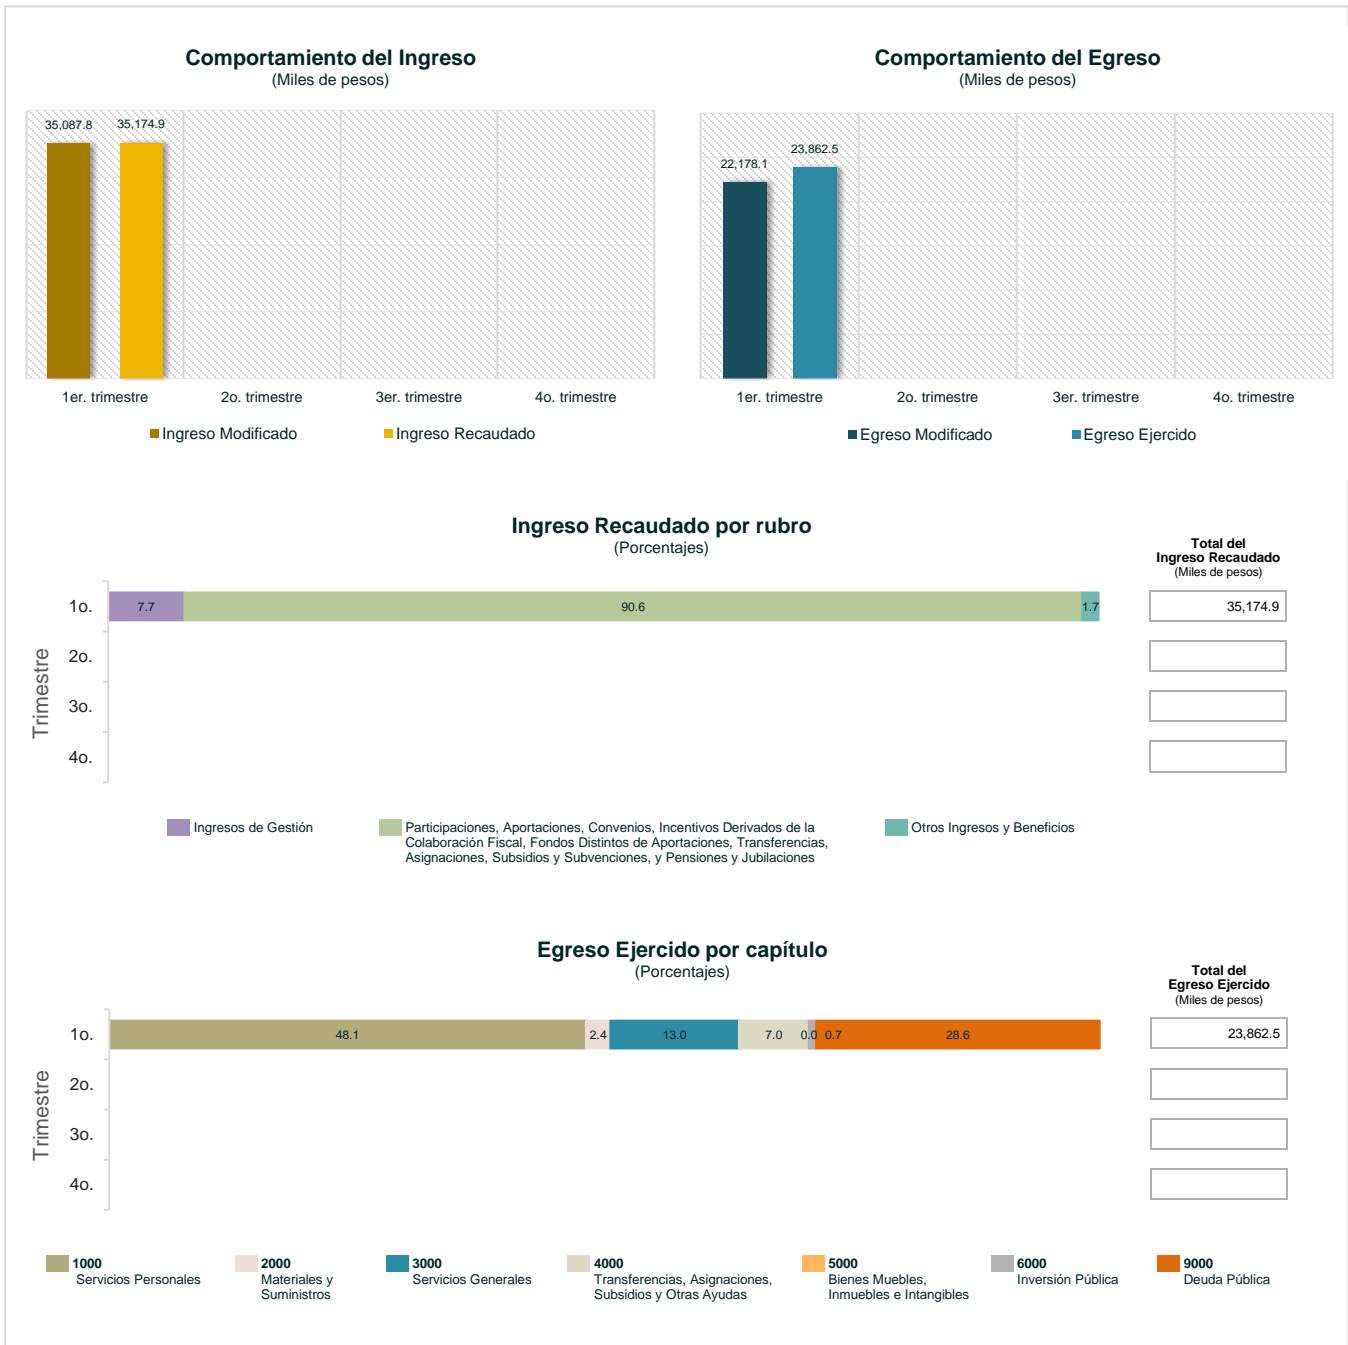 Comportamiento del Ingreso
(Miles de pesos)
35,087.8
35,174.9
1er. trimestre
2o. trimestre
3er. trimestre
4o. trimestre
Ingreso Modificado
Ingreso Recaudado
Comportamiento del Egreso
(Miles de pesos)
22,178.1
23,862.5
1er. trimestre
2o. trimestre
3er. trimestre
4o. trimestre
Egreso Modificado
Egreso Ejercido
Ingreso Recaudado por rubro
(Porcentajes)
Total del
Ingreso Recaudado
(Miles de pesos)
Trimestre
1o.
7.7
90.6
1.7
35,174.9
2o.
3o.
4o.
Ingresos de Gestión
Participaciones, Aportaciones, Convenios, Incentivos Derivados de la
Colaboración Fiscal, Fondos Distintos de Aportaciones, Transferencias,
Asignaciones, Subsidios y Subvenciones, y Pensiones y Jubilaciones
Otros Ingresos y Beneficios
Egreso Ejercido por capítulo
(Porcentajes)
Total del
Egreso Ejercido
(Miles de pesos)
Trimestre
1o.
48.1
2.4
13.0
7.0
0.0
0.7
28.6
23,862.5
2o.
3o.
4o.
1000
Servicios Personales
2000
Materiales y
Suministros
3000
Servicios Generales
4000
Transferencias, Asignaciones,
Subsidios y Otras Ayudas
5000
Bienes Muebles,
Inmuebles e Intangibles
6000
Inversión Pública
9000
Deuda Pública